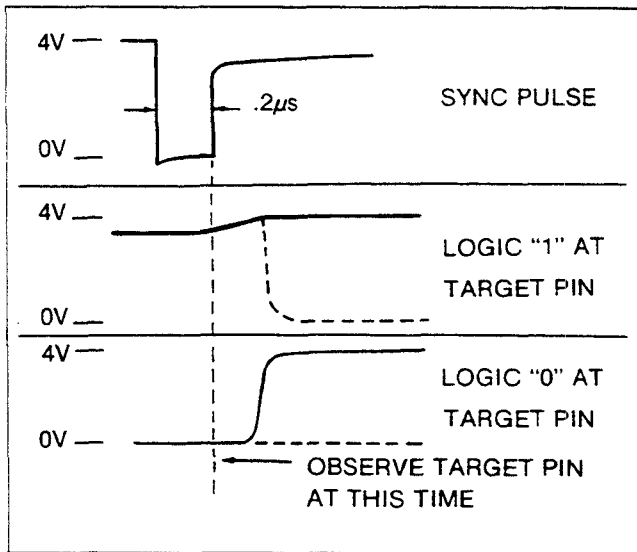 4V
.2µs
SYNC PULSE
0V
4V
LOGIC "1" AT
TARGET PIN
0V
4V
LOGIC "0" AT
TARGET PIN
0V
OBSERVE TARGET PIN
AT THIS TIME